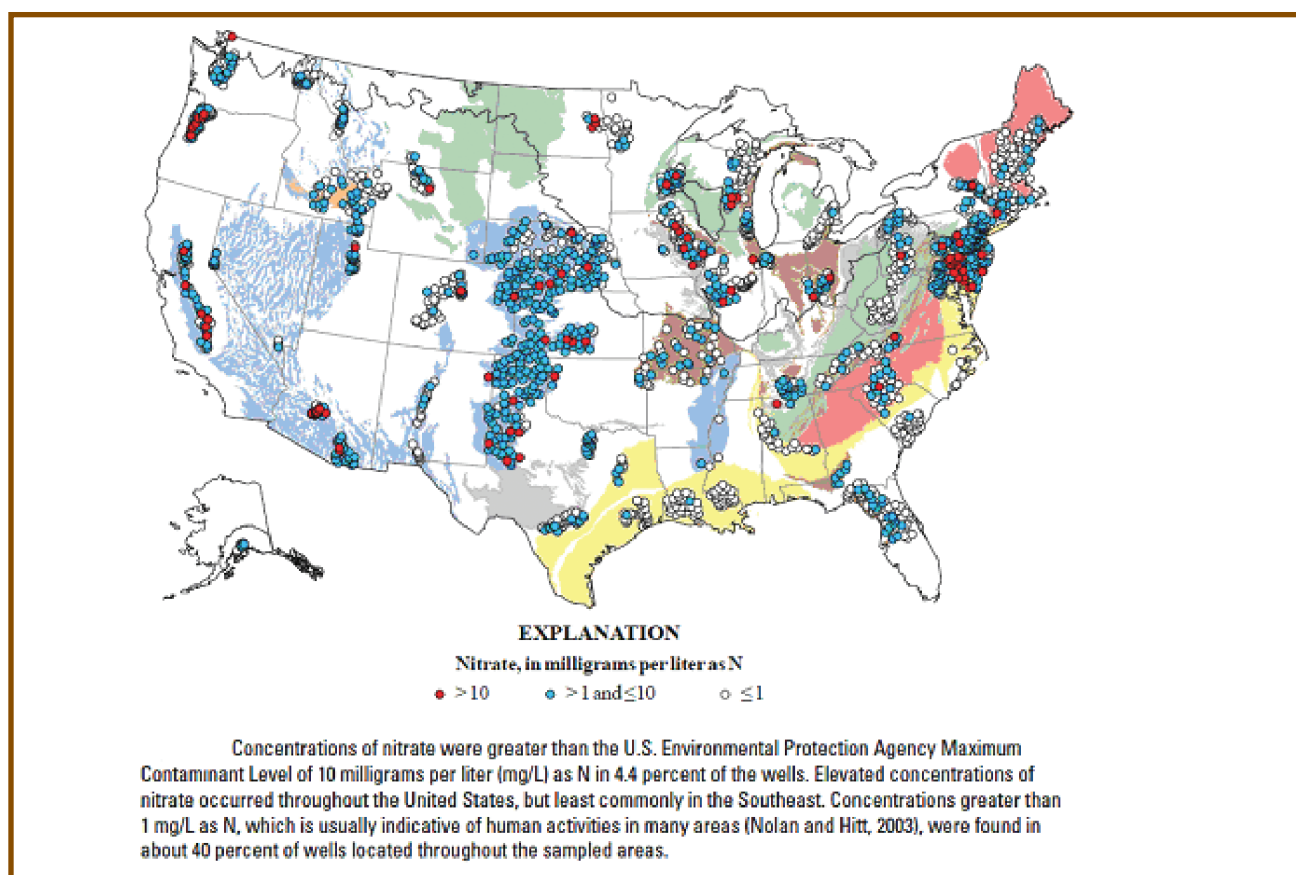 EXPLANATION
Nitrate, in milligrams per liter as N
>10 >1 and ≤10 ≤1
Concentrations of nitrate were greater than the U.S. Environmental Protection Agency Maximum
Contaminant Level of 10 milligrams per liter (mg/L) as N in 4.4 percent of the wells. Elevated concentrations of
nitrate occurred throughout the United States, but least commonly in the Southeast. Concentrations greater than
1 mg/L as N, which is usually indicative of human activities in many areas (Nolan and Hitt, 2003), were found in
about 40 percent of wells located throughout the sampled areas.